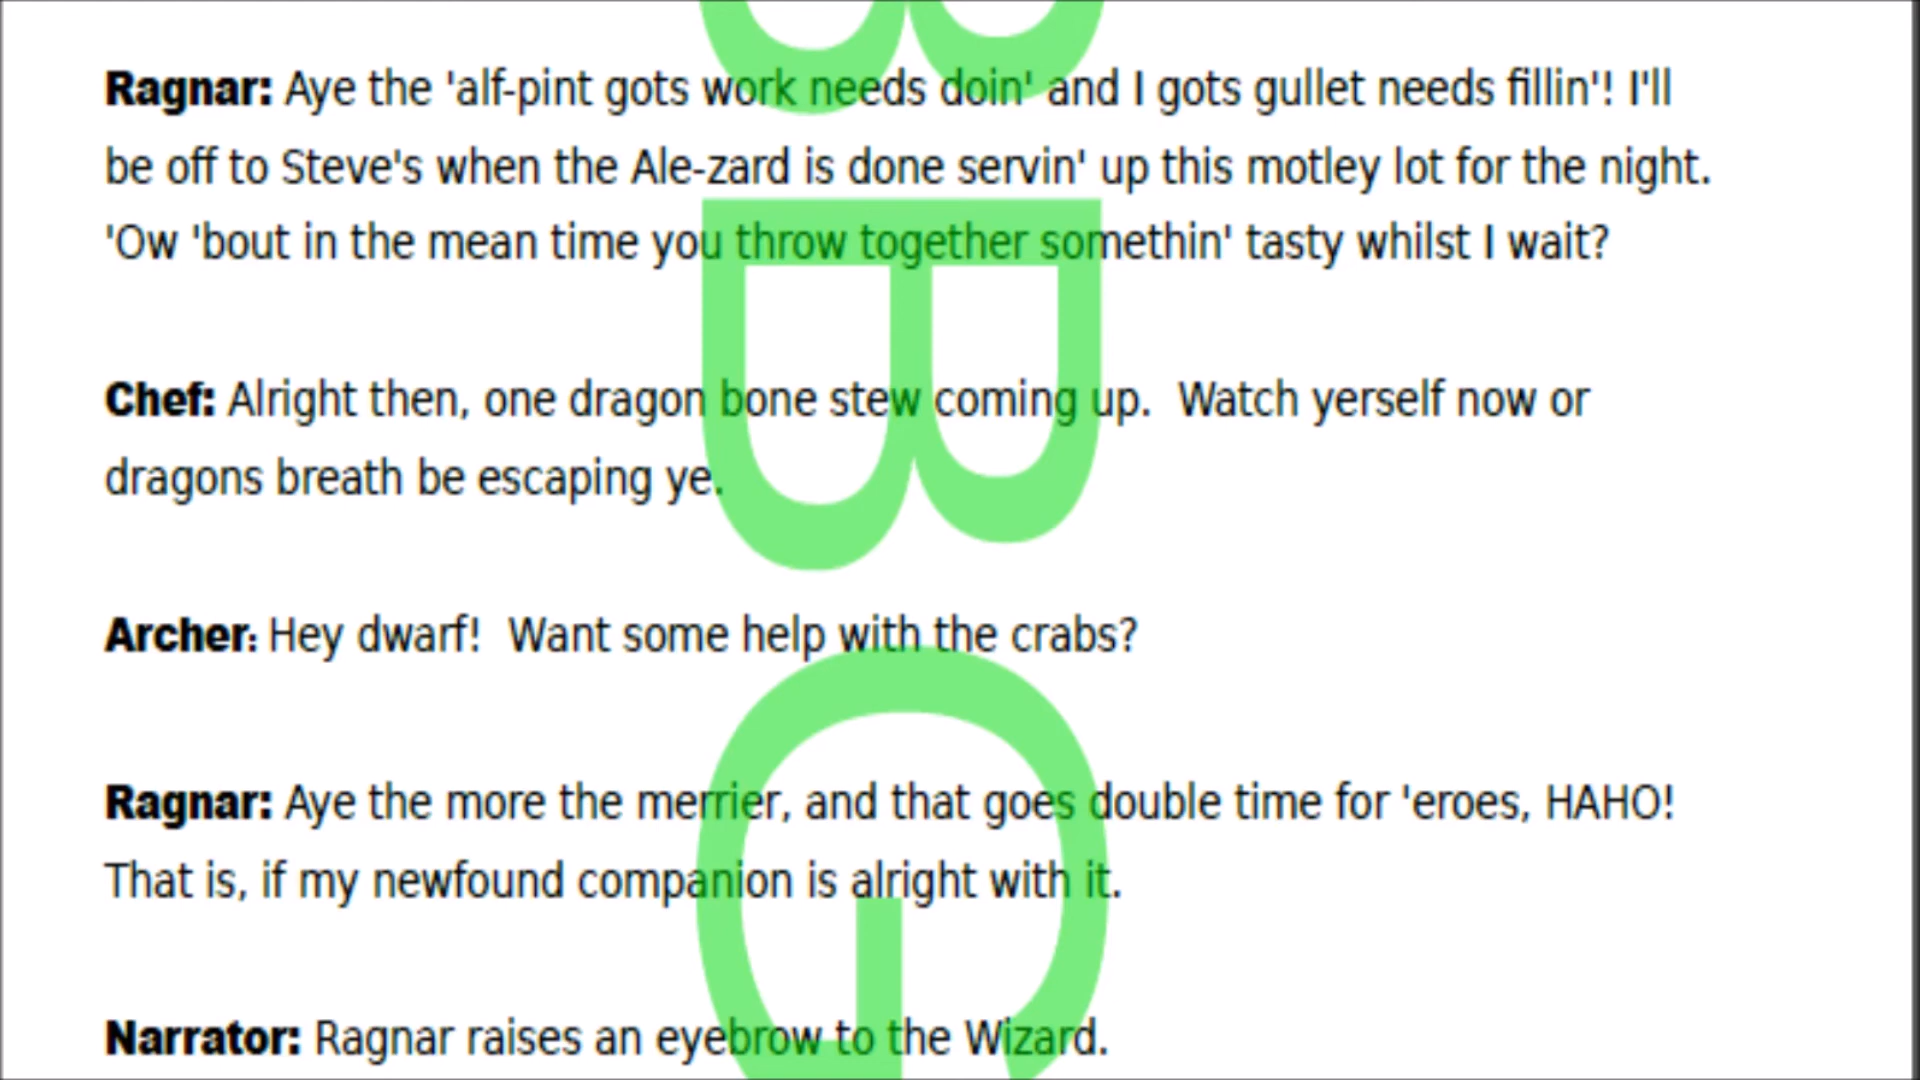 Ragnar: Aye the 'alf-pint gots work needs doin' and I gots gullet needs fillin'! I'll
be off to Steve's when the Ale-zard is done servin' up this motley lot for the night.
'Ow 'bout in the mean time you throw together somethin' tasty whilst I wait?
Chef: Alright then, one dragon bone stew coming up.  Watch yerself now or
dragons breath be escaping ye.
Archer: Hey dwarf!  Want some help with the crabs?
Ragnar: Aye the more the merrier, and that goes double time for 'eroes, HAHO!
That is, if my newfound companion is alright with it.
Narrator: Ragnar raises an eyebrow to the Wizard.
B
G